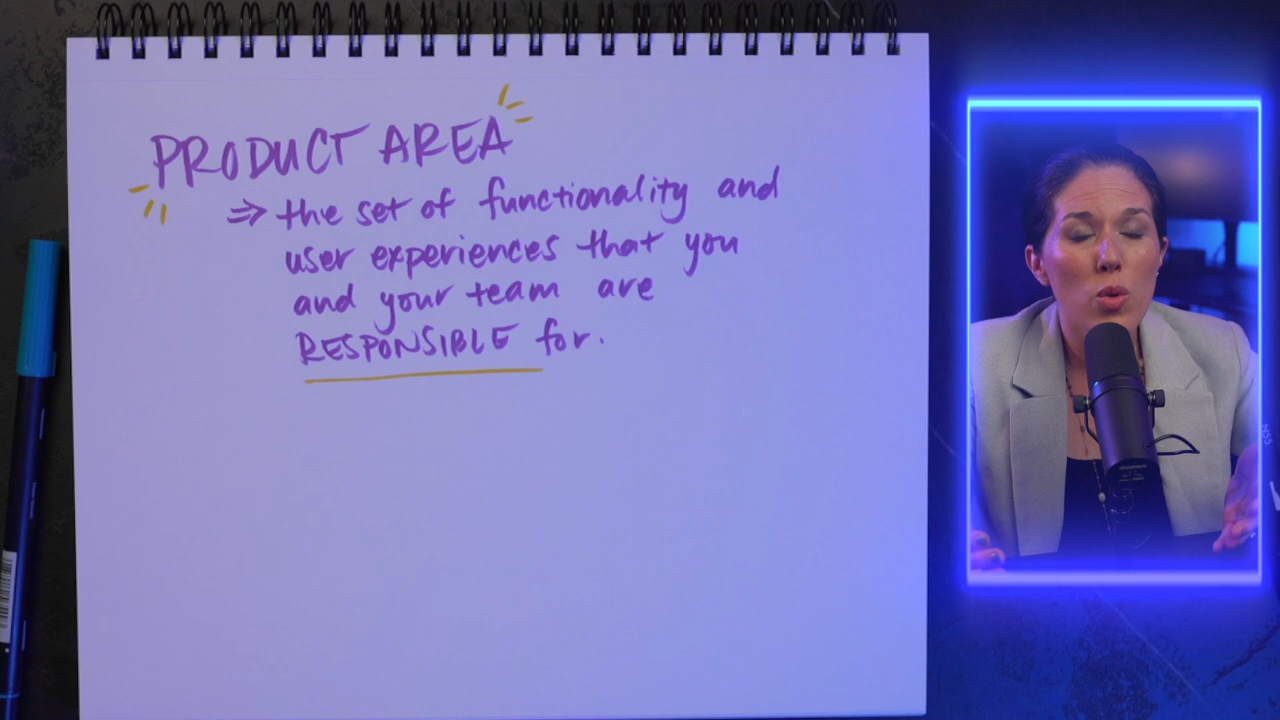 PRODUCT AREA
⇒ the set of functionality and
user experiences that you
and your team are
RESPONSIBLE for.